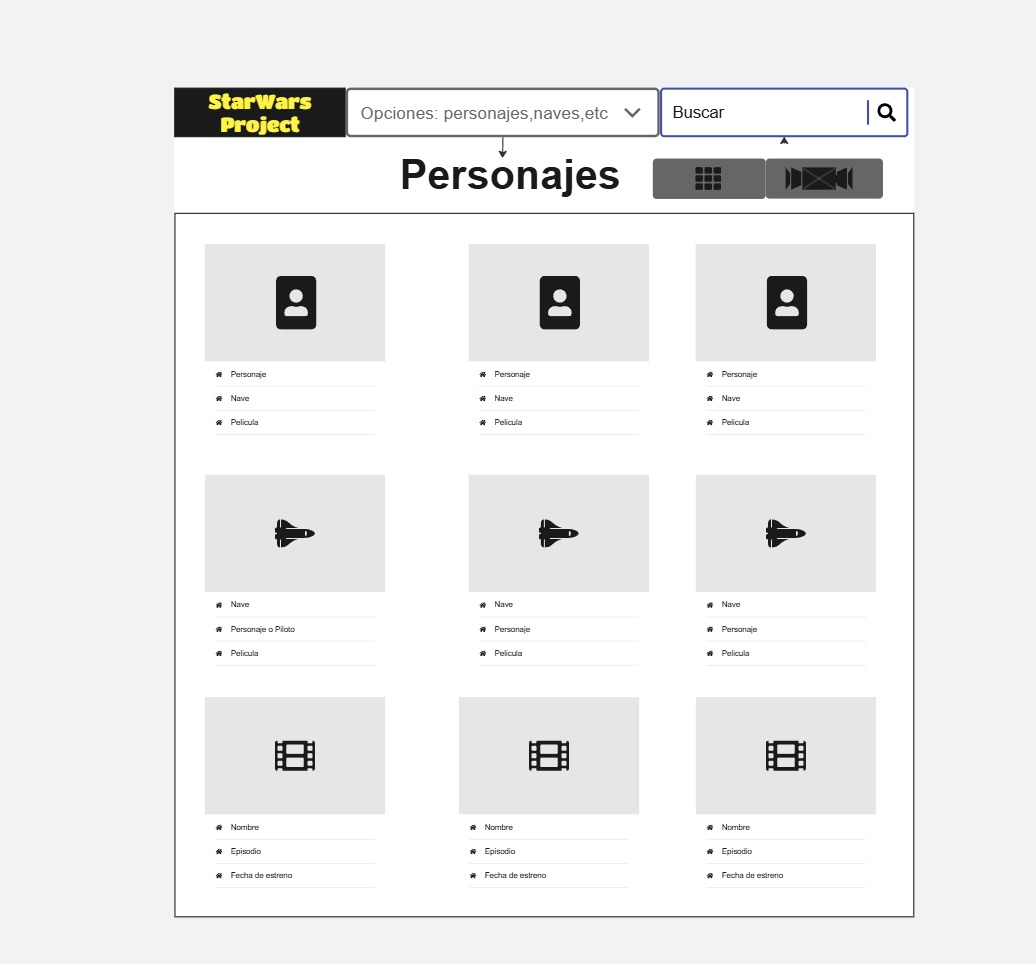 StarWars
Project
Opciones: personajes,naves,etc
Buscar
Personajes
Personaje
Personaje
Personaje
Nave
Nave
Nave
Pelicula
Pelicula
Pelicula
Nave
Nave
Nave
Personaje o Piloto
Personaje
Personaje
Pelicula
Pelicula
Pelicula
Nombre
Nombre
Nombre
Episodio
Episodio
Episodio
Fecha de estreno
Fecha de estreno
Fecha de estreno